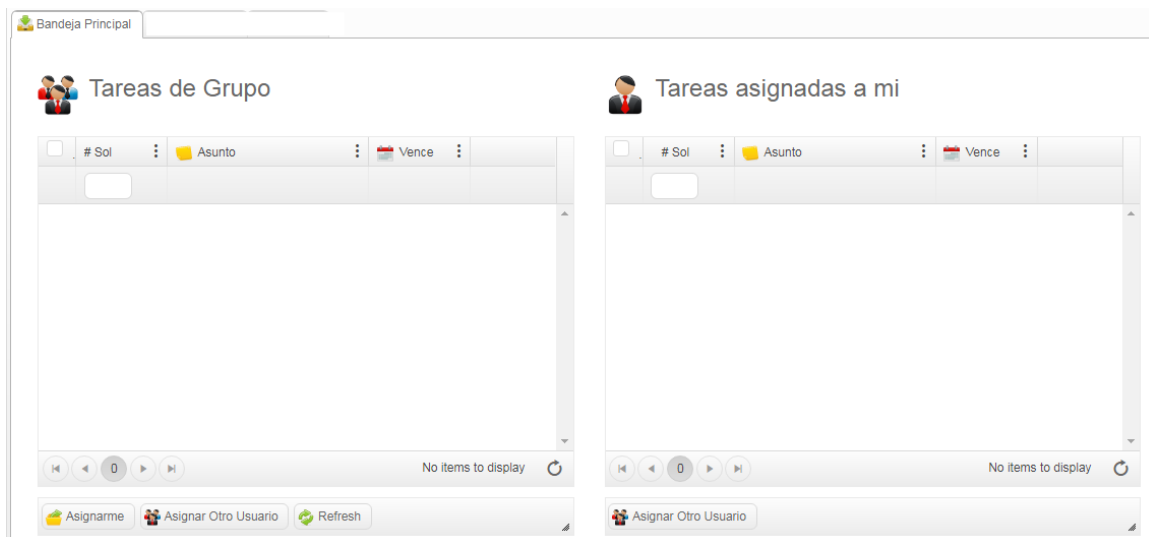 Bandeja Principal
Tareas de Grupo
# Sol
Asunto
Vence
0
No items to display
Asignarme
Asignar Otro Usuario
Refresh
Tareas asignadas a mi
# Sol
Asunto
Vence
0
No items to display
Asignar Otro Usuario